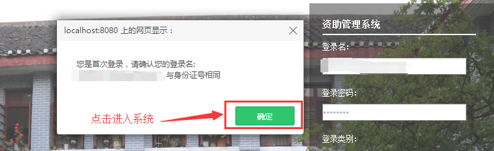 localhost:8080 上的网页显示：
您是首次登录，请确认您的登录名:
与身份证号相同
点击进入系统
确定
资助管理系统
登录名:
登录密码:
登录类别: